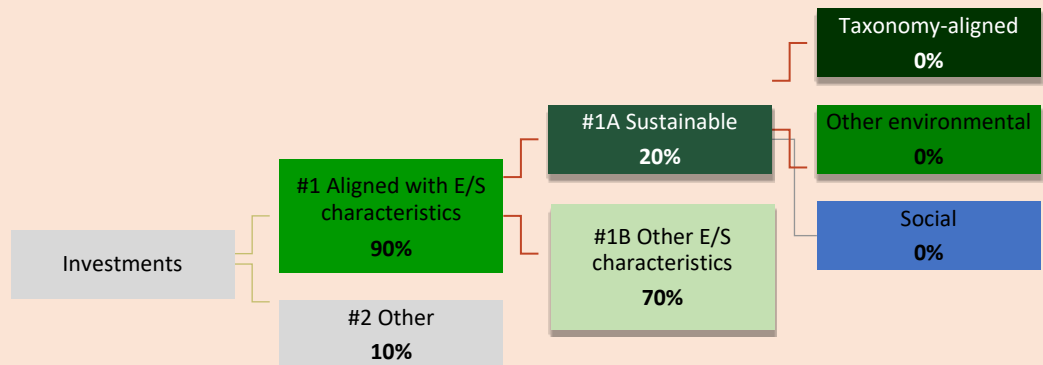 Investments
#1 Aligned with E/S
characteristics
90%
#2 Other
10%
#1A Sustainable
20%
#1B Other E/S
characteristics
70%
Taxonomy-aligned
0%
Other environmental
0%
Social
0%